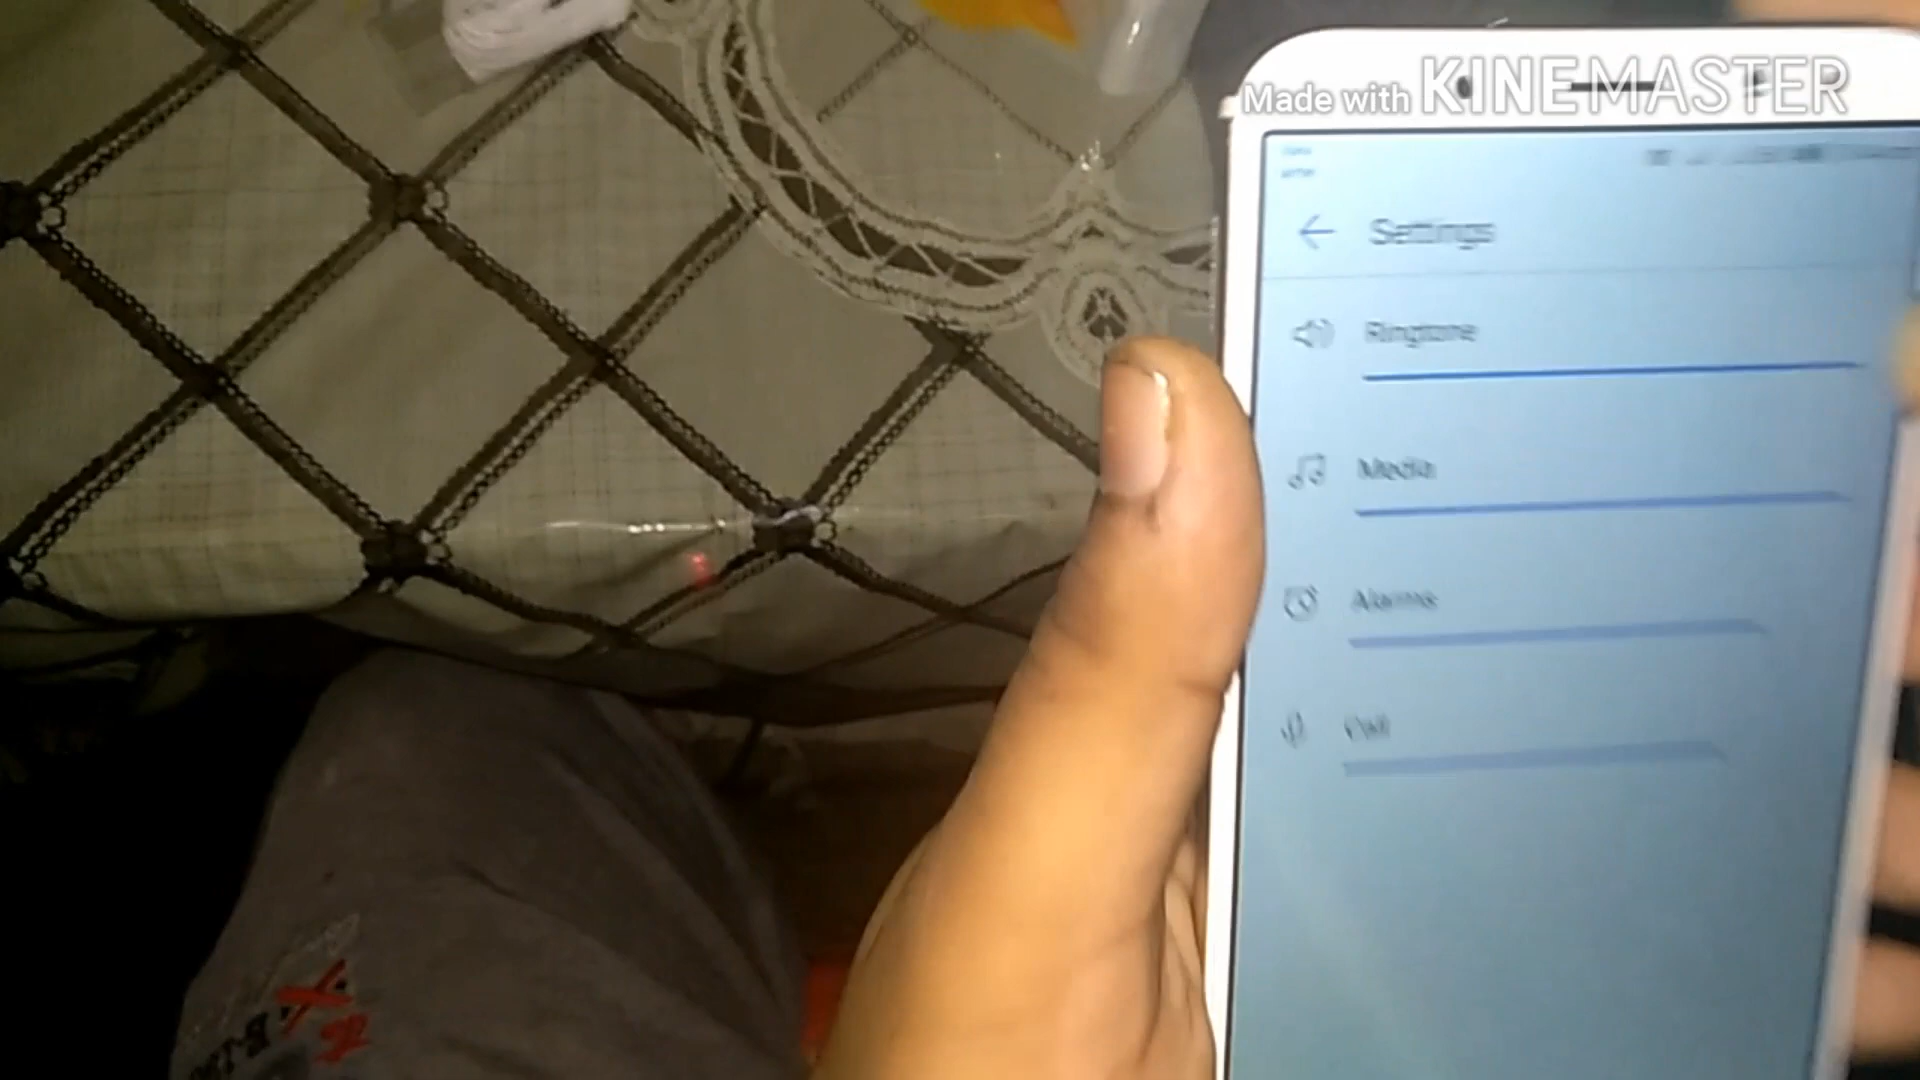 Made with KINEMASTER
Settings
Ringtone
Media
Alarms
Call